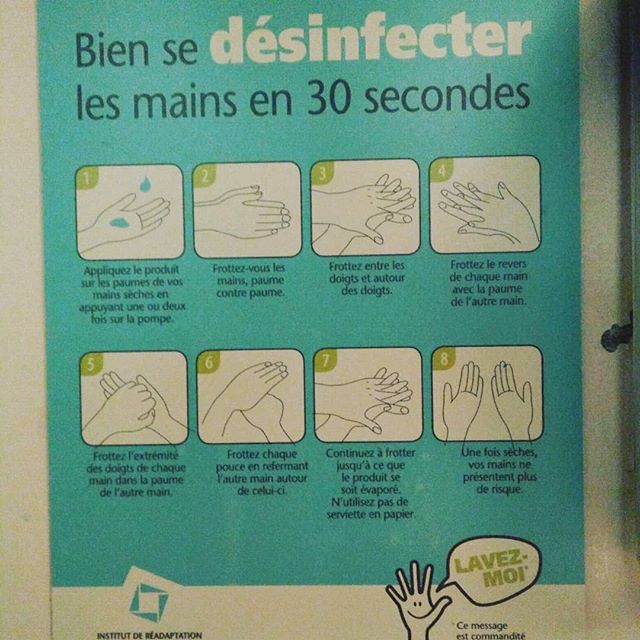 Bien se désinfecter
les mains en 30 secondes
1
Appliquez le produit
sur les paumes de vos
mains sèches en
appuyant une ou deux
fois sur la pompe.
2
Frottez-vous les
mains, paume
contre paume.
3
Frottez entre les
doigts et autour
des doigts.
4
Frottez le revers
de chaque main
avec la paume
de l'autre main.
5
Frottez l'extrémité
des doigts de chaque
main dans la paume
de l'autre main.
6
Frottez chaque
pouce en refermant
l'autre main autour
de celui-ci.
7
Continuez à frotter
jusqu'à ce que
le produit se
soit évaporé.
N'utilisez pas de
serviette en papier.
8
Une fois sèches,
vos mains ne
présentent plus
de risque.
LAVEZ-
MOI*
* Ce message
est commandité
INSTITUT DE RÉADAPTATION